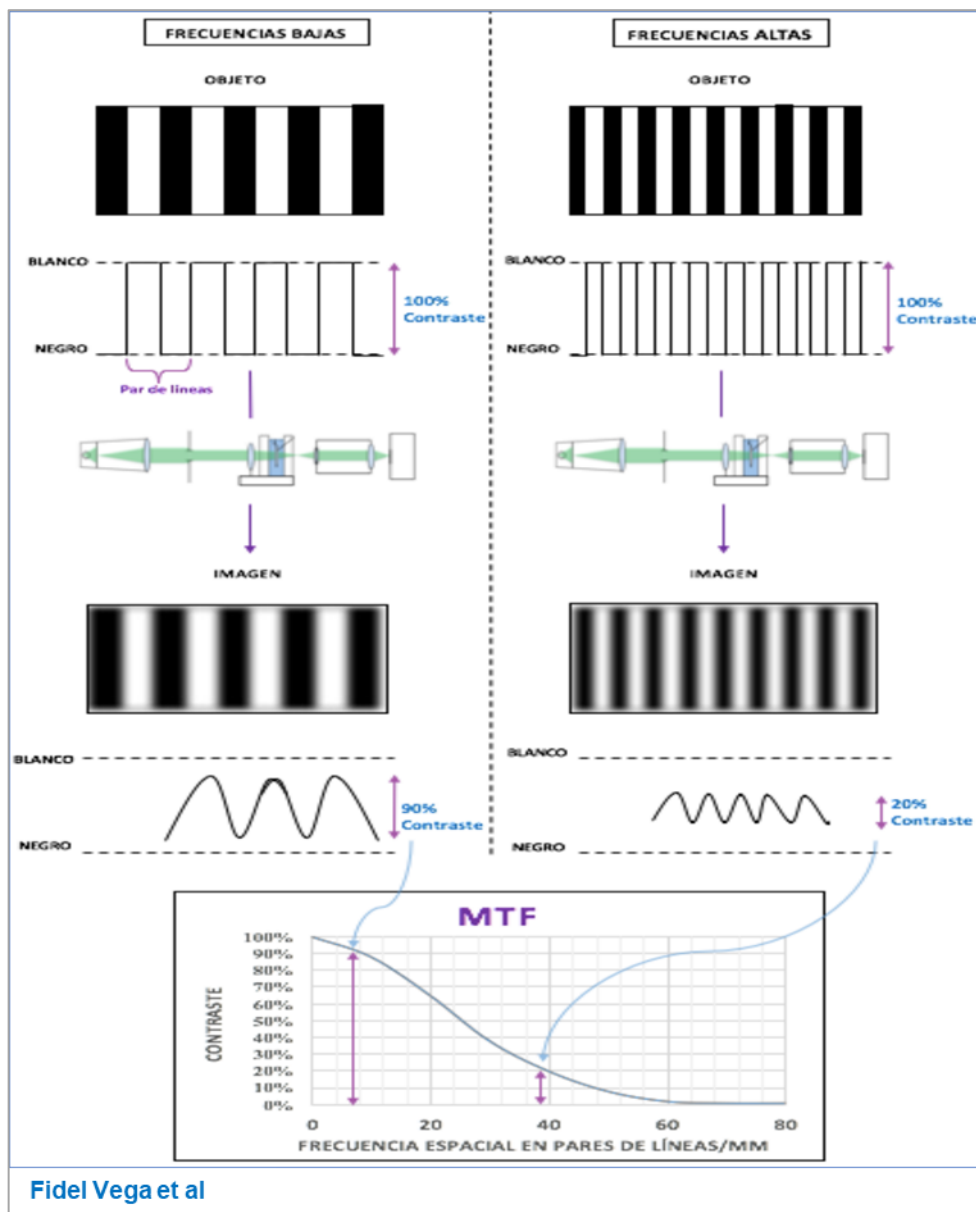 FRECUENCIAS BAJAS
OBJETO
BLANCO
100%
Contraste
NEGRO
Par de lineas
IMAGEN
BLANCO
90%
Contraste
NEGRO
FRECUENCIAS ALTAS
OBJETO
BLANCO
100%
Contraste
NEGRO
IMAGEN
BLANCO
20%
Contraste
NEGRO
MTF
CONTRASTE
100%
90%
80%
70%
60%
50%
40%
30%
20%
10%
0%
0 20 40 60 80
FRECUENCIA ESPACIAL EN PARES DE LÍNEAS/MM
Fidel Vega et al